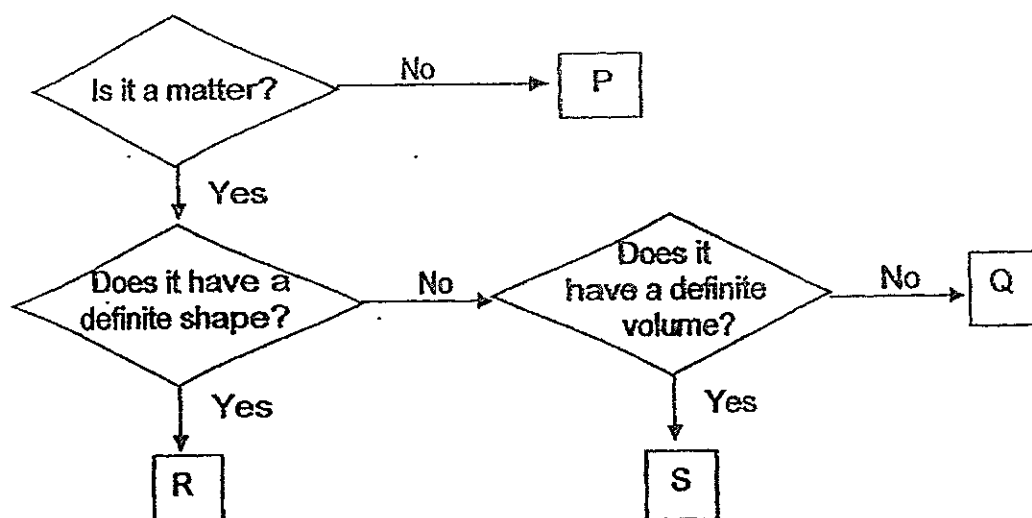 Is it a matter?
No
P
Yes
Does it have a
definite shape?
No
Does it
have a definite
volume?
No
Q
Yes
R
Yes
S